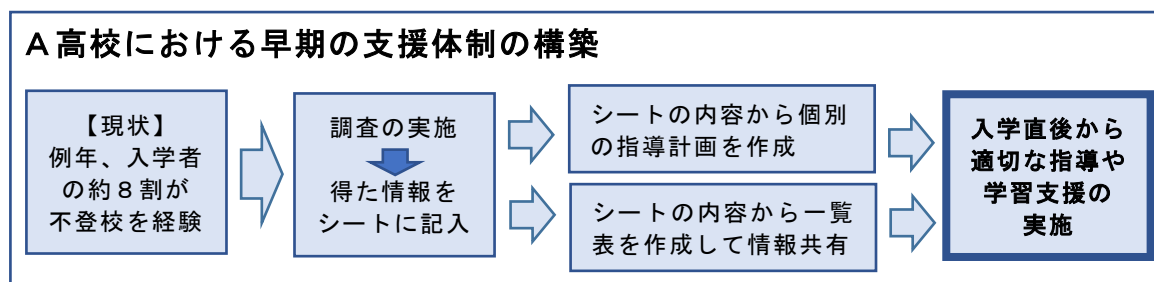 A高校における早期の支援体制の構築
【現状】
例年、入学者
の約８割が
不登校を経験
調査の実施
得た情報を
シートに記入
シートの内容から個別
の指導計画を作成
シートの内容から一覧
表を作成して情報共有
入学直後から
適切な指導や
学習支援の
実施